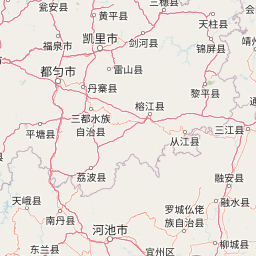 瓮安县
黄平县
三穗县
天柱县
福泉市
凯里市
剑河县
锦屏县
靖州
都匀市
雷山县
丹寨县
黎平县
榕江县
通
三都水族
自治县
平塘县
从江县
三江县
荔波县
融安县
天峨县
融水县
南丹县
罗城仫佬
族自治县
河池市
东兰县
宜州区
柳城县